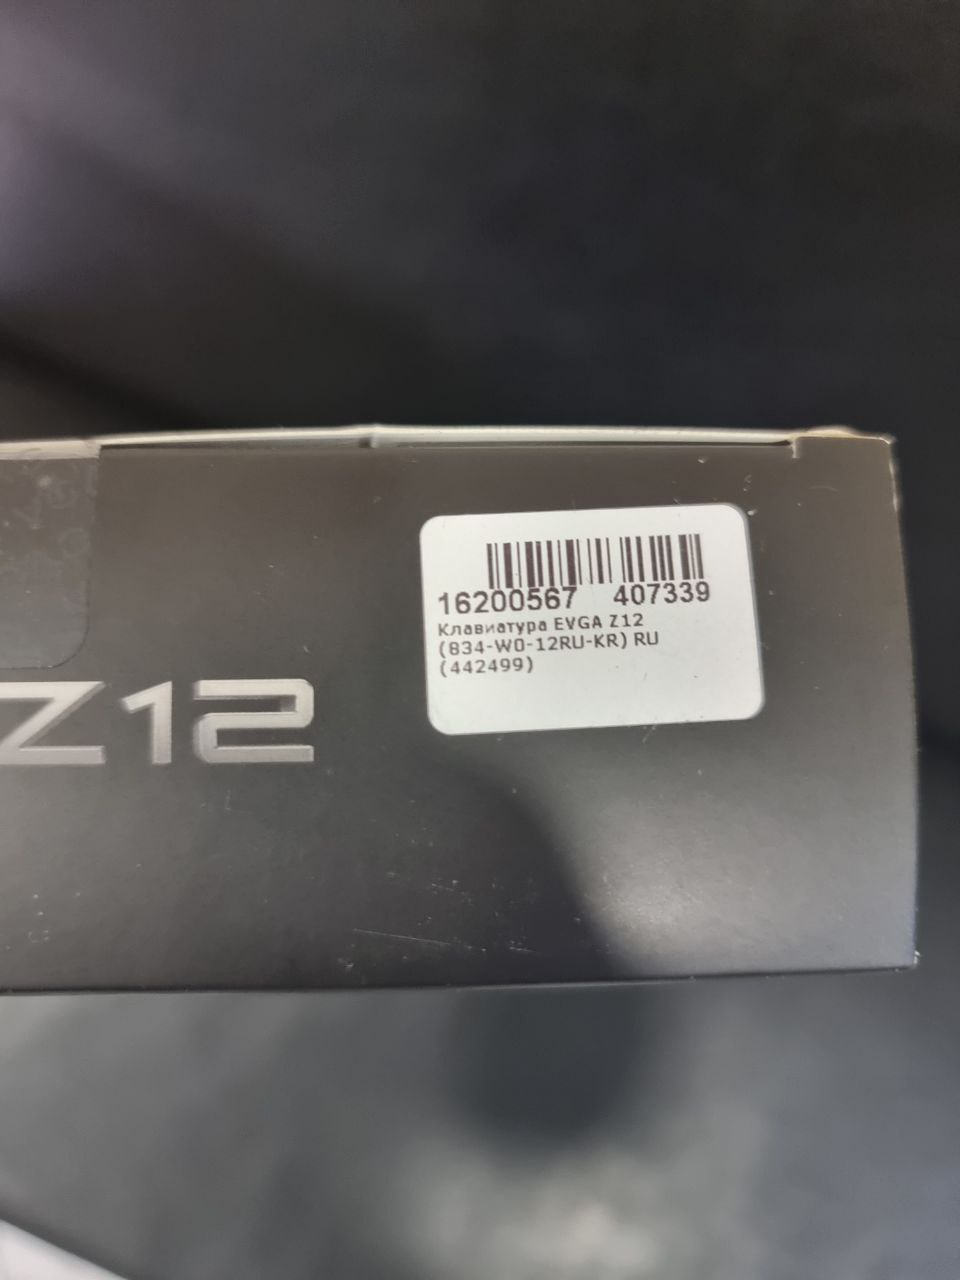 16200567 407339
Клавиатура EVGA Z12
(834-W0-12RU-KR) RU
(442499)
Z12